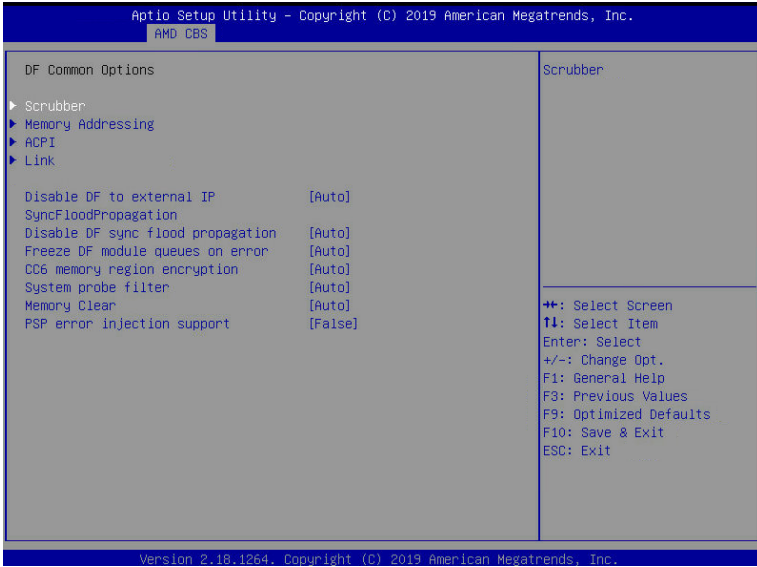 Aptio Setup Utility – Copyright (C) 2019 American Megatrends, Inc.
AMD CBS
DF Common Options
Scrubber
Memory Addressing
ACPI
Link
Disable DF to external IP [Auto]
SyncFloodPropagation
Disable DF sync flood propagation [Auto]
Freeze DF module queues on error [Auto]
CC6 memory region encryption [Auto]
System probe filter [Auto]
Memory Clear [Auto]
PSP error injection support [False]
Scrubber
→←: Select Screen
↑↓: Select Item
Enter: Select
+/-: Change Opt.
F1: General Help
F3: Previous Values
F9: Optimized Defaults
F10: Save & Exit
ESC: Exit
Version 2.18.1264. Copyright (C) 2019 American Megatrends, Inc.